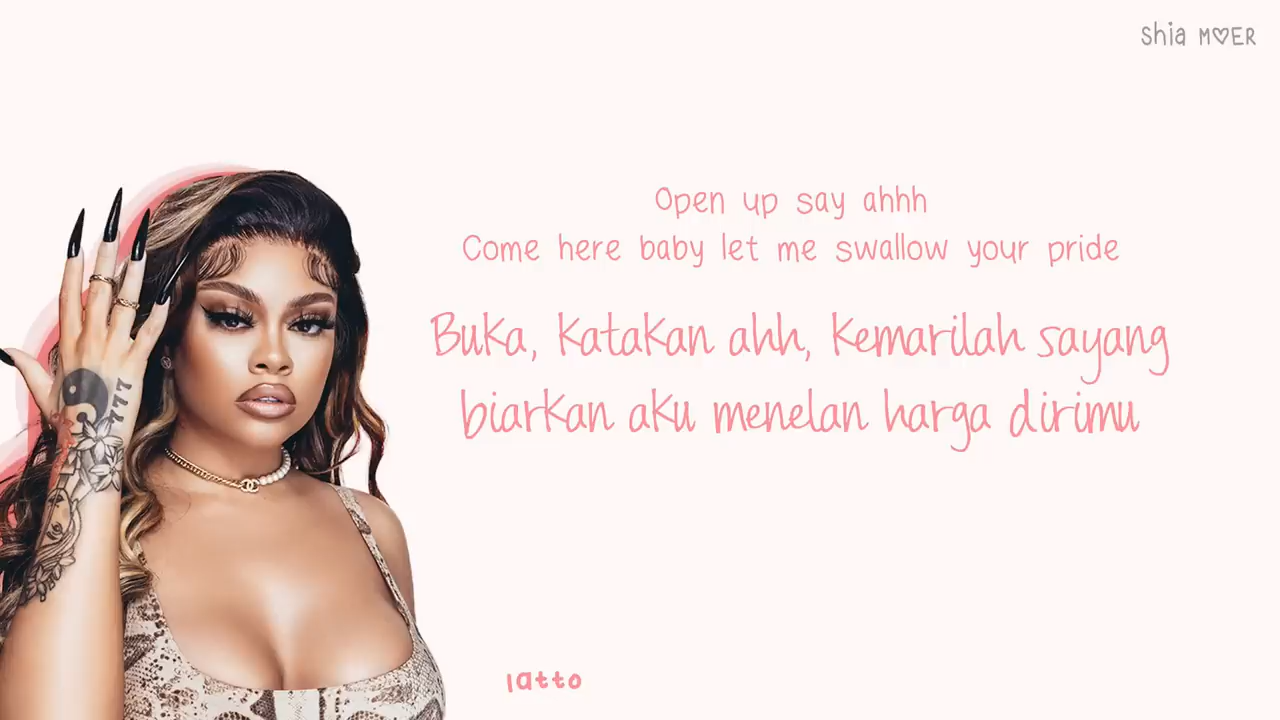 Shia M♡ER
Open up say ahhh
Come here baby let me swallow your pride
Buka, katakan ahh, kemarilah sayang
biarkan aku menelan harga dirimu
777
latto